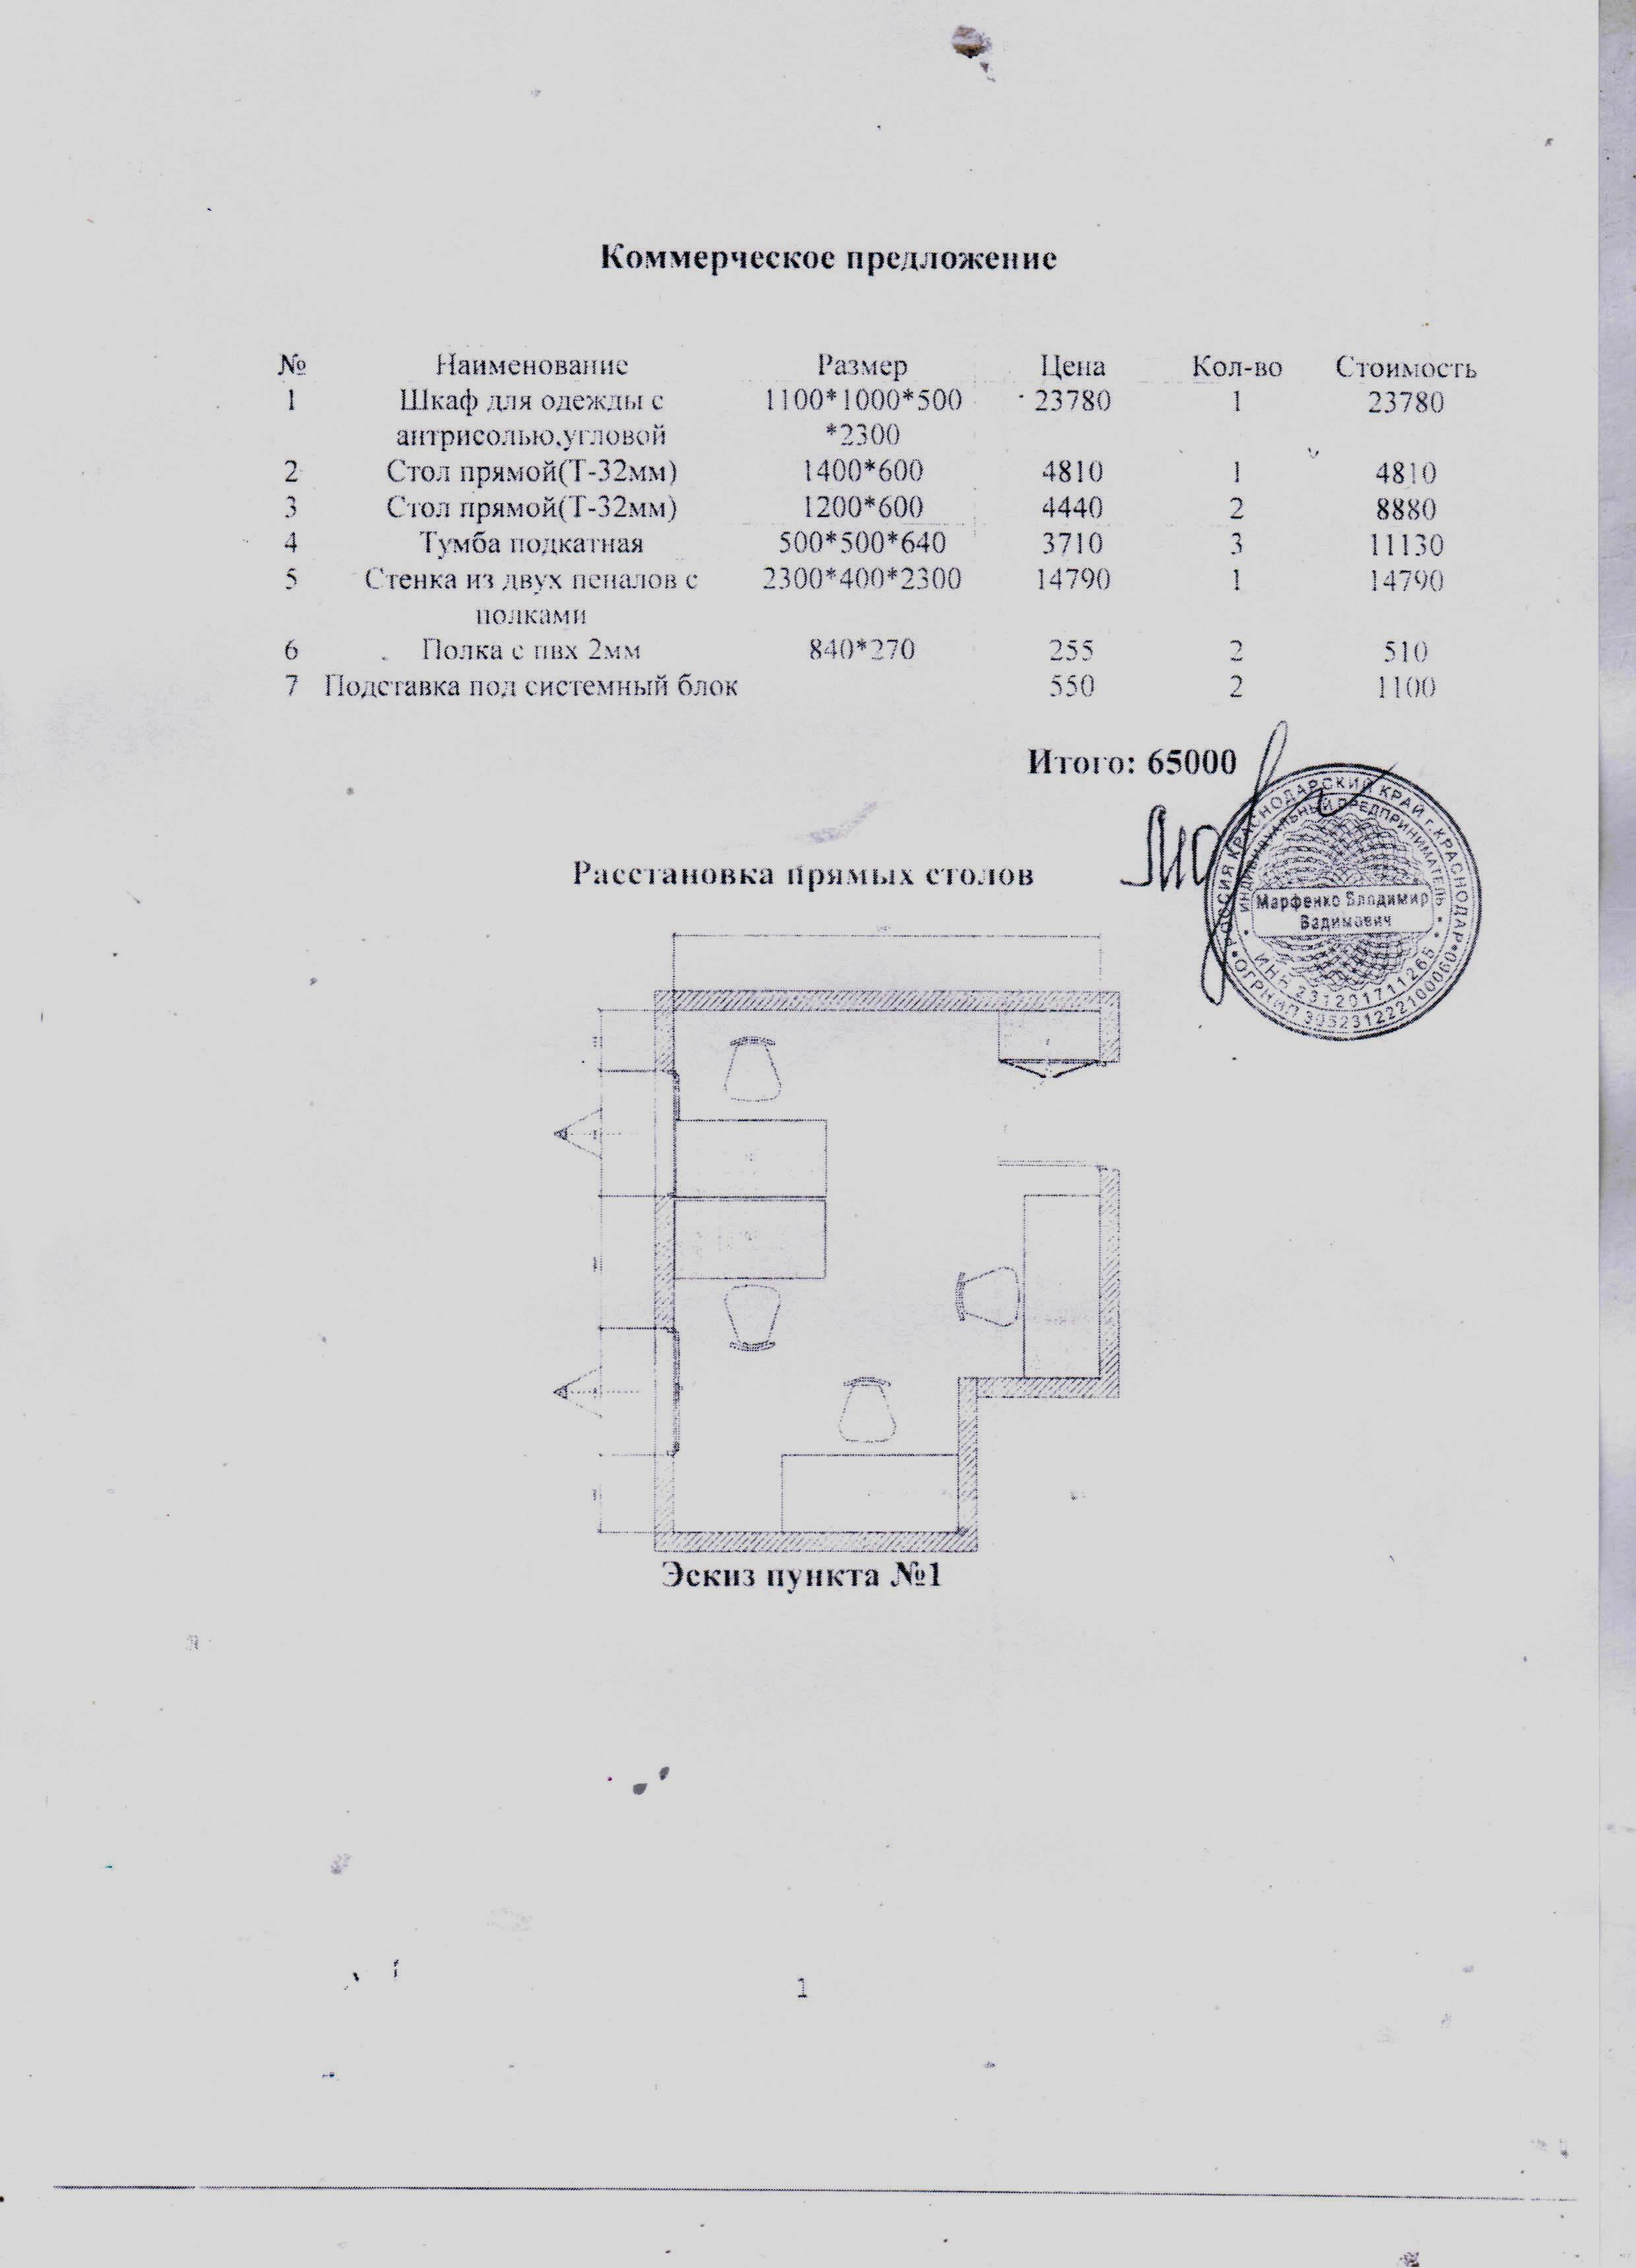 Коммерческое предложение
№ Наименование Размер Цена Кол-во Стоимость
1 Шкаф для одежды с 1100*1000*500 23780 1 23780
антрисолью,угловой *2300
2 Стол прямой(Т-32мм) 1400*600 4810 1 4810
3 Стол прямой(Т-32мм) 1200*600 4440 2 8880
4 Тумба подкатная 500*500*640 3710 3 11130
5 Стенка из двух пеналов с 2300*400*2300 14790 1 14790
полками
6 Полка с пвх 2мм 840*270 255 2 510
7 Подставка под системный блок 550 2 1100
Итого: 65000
РОССИЯ КРАСНОДАРСКИЙ КРАЙ г.КРАСНОДАР
ИНДИВИДУАЛЬНЫЙ ПРЕДПРИНИМАТЕЛЬ
Марфенко Владимир
Вадимович
ИНН 231201711265
ОГРНИП 305231222100060
Расстановка прямых столов
Эскиз пункта №1
1